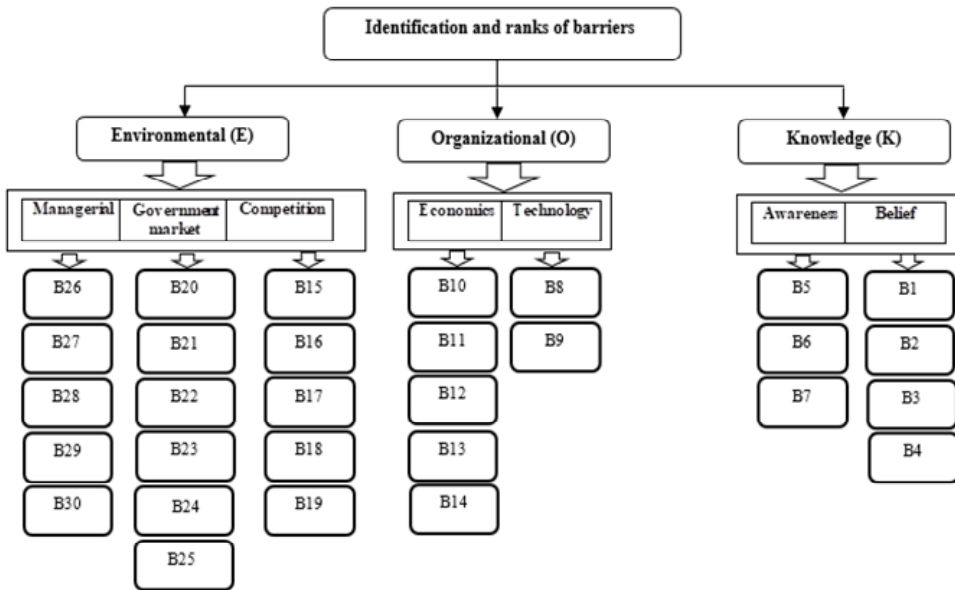 Identification and ranks of barriers
Environmental (E)
Organizational (O)
Knowledge (K)
Managerial
Government
market
Competition
Economics
Technology
Awareness
Belief
B26
B20
B15
B10
B8
B5
B1
B27
B21
B16
B11
B9
B6
B2
B28
B22
B17
B12
B7
B3
B29
B23
B18
B13
B4
B30
B24
B19
B14
B25